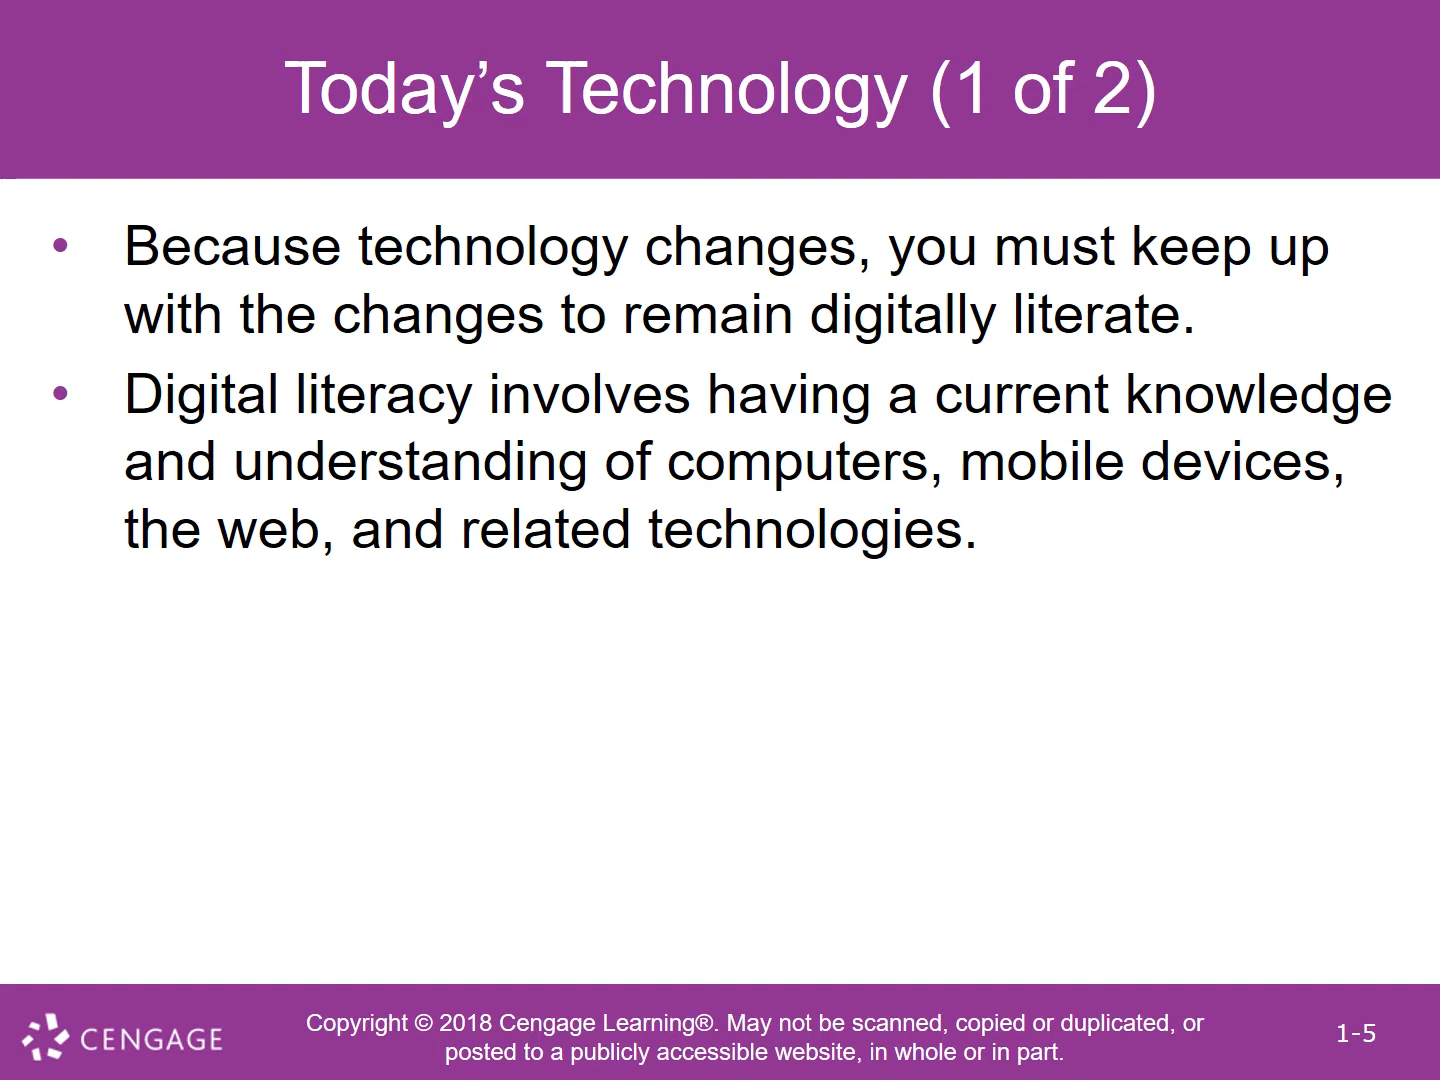 Today’s Technology (1 of 2)
• Because technology changes, you must keep up
with the changes to remain digitally literate.
• Digital literacy involves having a current knowledge
and understanding of computers, mobile devices,
the web, and related technologies.
CENGAGE
Copyright © 2018 Cengage Learning®. May not be scanned, copied or duplicated, or
posted to a publicly accessible website, in whole or in part.
1-5